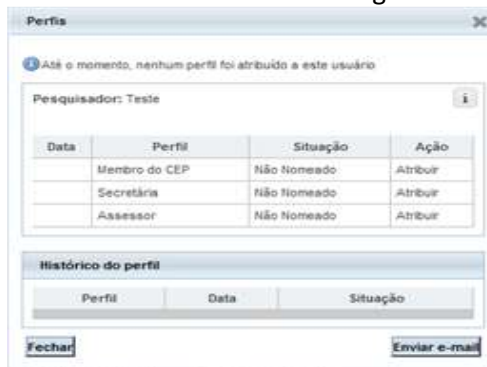 Perfis
Até o momento, nenhum perfil foi atribuído a este usuário
Pesquisador: Teste
i
Data Perfil Situação Ação
Membro do CEP Não Nomeado Atribuir
Secretária Não Nomeado Atribuir
Assessor Não Nomeado Atribuir
Histórico do perfil
Perfil Data Situação
Fechar Enviar e-mail